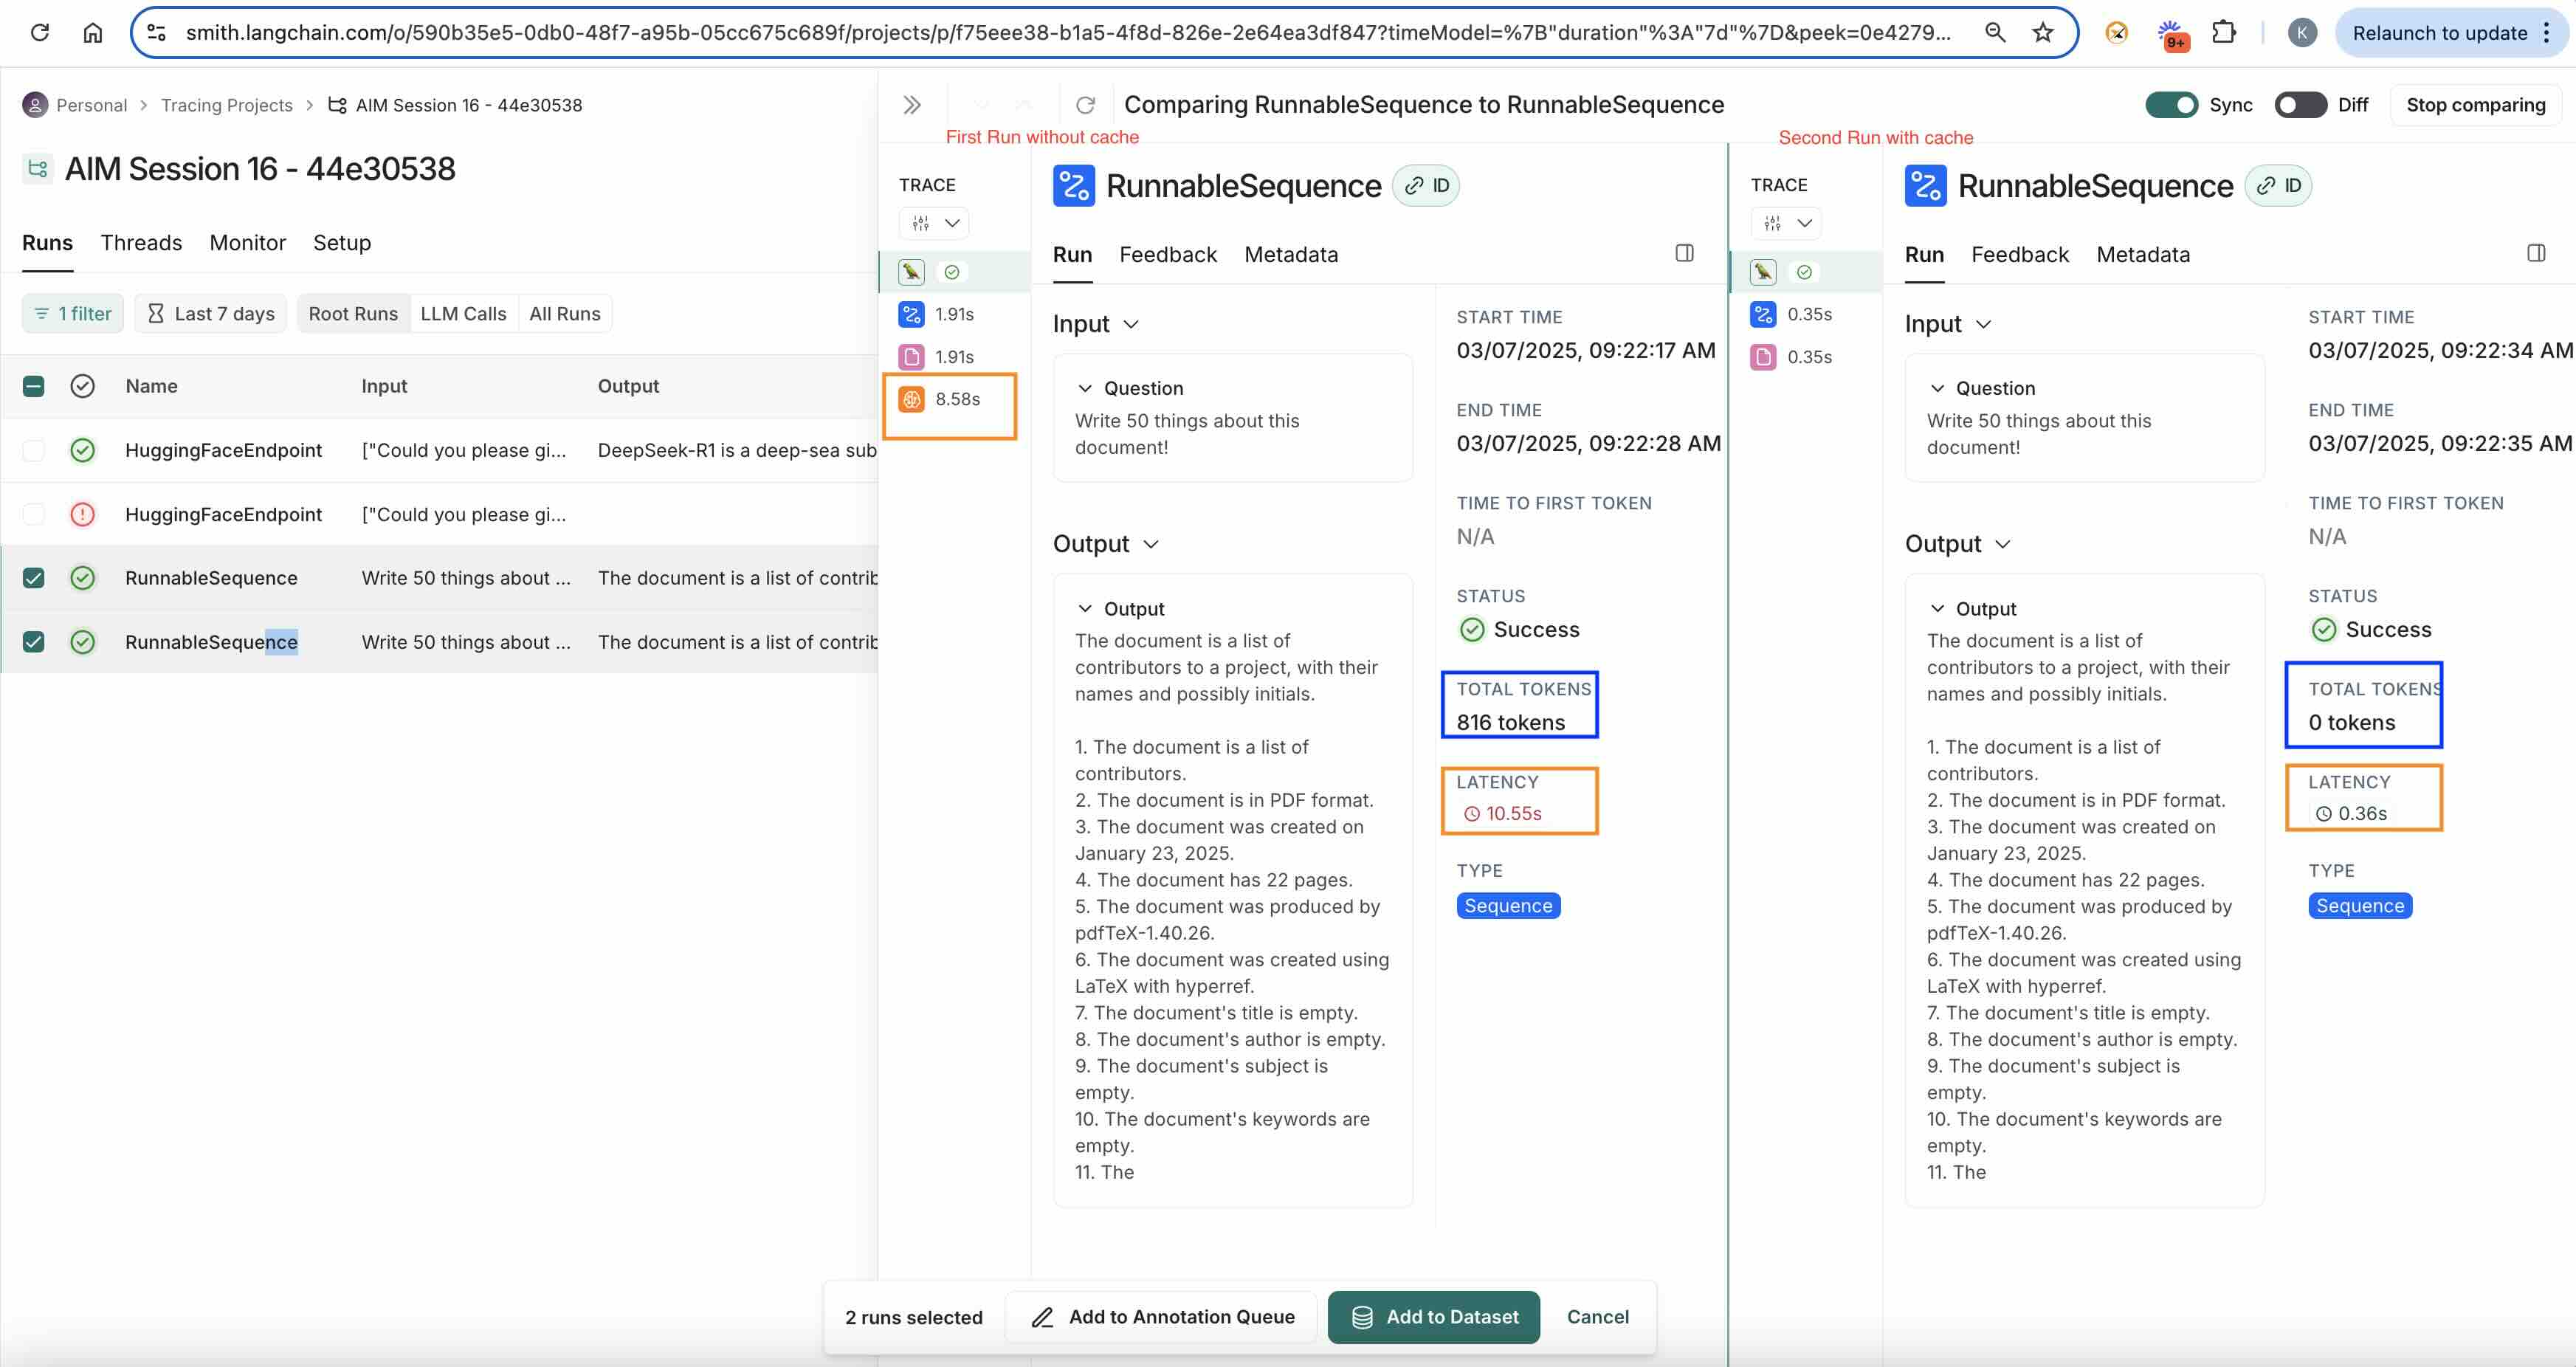 smith.langchain.com/o/590b35e5-0db0-48f7-a95b-05cc675c689f/projects/p/f75eee38-b1a5-4f8d-826e-2e64ea3df847?timeModel=%7B"duration"%3A"7d"%7D&peek=0e4279...
9+
K
Relaunch to update
Personal > Tracing Projects > AIM Session 16 - 44e30538
AIM Session 16 - 44e30538
Runs Threads Monitor Setup
1 filter Last 7 days Root Runs LLM Calls All Runs
Name Input Output
HuggingFaceEndpoint ["Could you please gi... DeepSeek-R1 is a deep-sea sub
HuggingFaceEndpoint ["Could you please gi...
RunnableSequence Write 50 things about ... The document is a list of contrib
RunnableSequence Write 50 things about ... The document is a list of contrib
Comparing RunnableSequence to RunnableSequence
Sync Diff Stop comparing
First Run without cache
TRACE
1.91s
1.91s
8.58s
RunnableSequence ID
Run Feedback Metadata
Input
Question
Write 50 things about this
document!
Output
Output
The document is a list of
contributors to a project, with their
names and possibly initials.
1. The document is a list of
contributors.
2. The document is in PDF format.
3. The document was created on
January 23, 2025.
4. The document has 22 pages.
5. The document was produced by
pdfTeX-1.40.26.
6. The document was created using
LaTeX with hyperref.
7. The document's title is empty.
8. The document's author is empty.
9. The document's subject is
empty.
10. The document's keywords are
empty.
11. The
START TIME
03/07/2025, 09:22:17 AM
END TIME
03/07/2025, 09:22:28 AM
TIME TO FIRST TOKEN
N/A
STATUS
Success
TOTAL TOKENS
816 tokens
LATENCY
10.55s
TYPE
Sequence
Second Run with cache
TRACE
0.35s
0.35s
RunnableSequence ID
Run Feedback Metadata
Input
Question
Write 50 things about this
document!
Output
Output
The document is a list of
contributors to a project, with their
names and possibly initials.
1. The document is a list of
contributors.
2. The document is in PDF format.
3. The document was created on
January 23, 2025.
4. The document has 22 pages.
5. The document was produced by
pdfTeX-1.40.26.
6. The document was created using
LaTeX with hyperref.
7. The document's title is empty.
8. The document's author is empty.
9. The document's subject is
empty.
10. The document's keywords are
empty.
11. The
START TIME
03/07/2025, 09:22:34 AM
END TIME
03/07/2025, 09:22:35 AM
TIME TO FIRST TOKEN
N/A
STATUS
Success
TOTAL TOKENS
0 tokens
LATENCY
0.36s
TYPE
Sequence
2 runs selected Add to Annotation Queue Add to Dataset Cancel